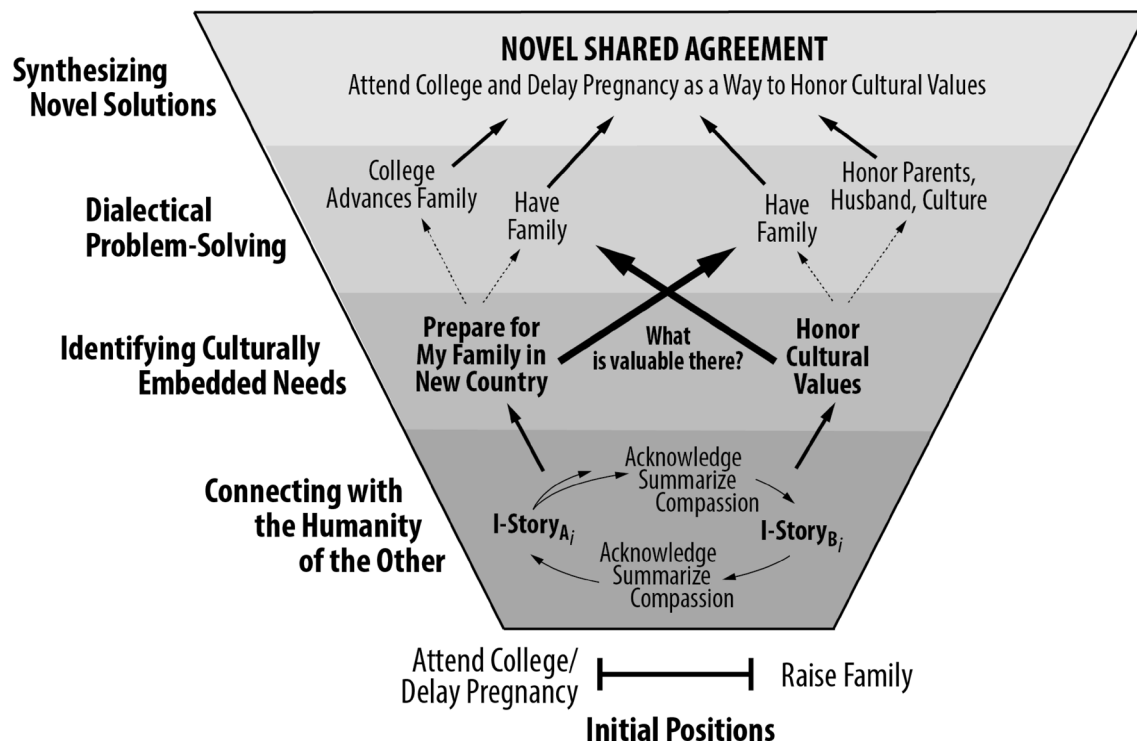 Synthesizing
Novel Solutions
NOVEL SHARED AGREEMENT
Attend College and Delay Pregnancy as a Way to Honor Cultural Values
Dialectical
Problem-Solving
College
Advances Family
Have
Family
Have
Family
Honor Parents,
Husband, Culture
Identifying Culturally
Embedded Needs
Prepare for
My Family in
New Country
What
is valuable there?
Honor
Cultural
Values
Connecting with
the Humanity
of the Other
Acknowledge
Summarize
Compassion
I-StoryAi
I-StoryBi
Acknowledge
Summarize
Compassion
Attend College/
Delay Pregnancy
Raise Family
Initial Positions